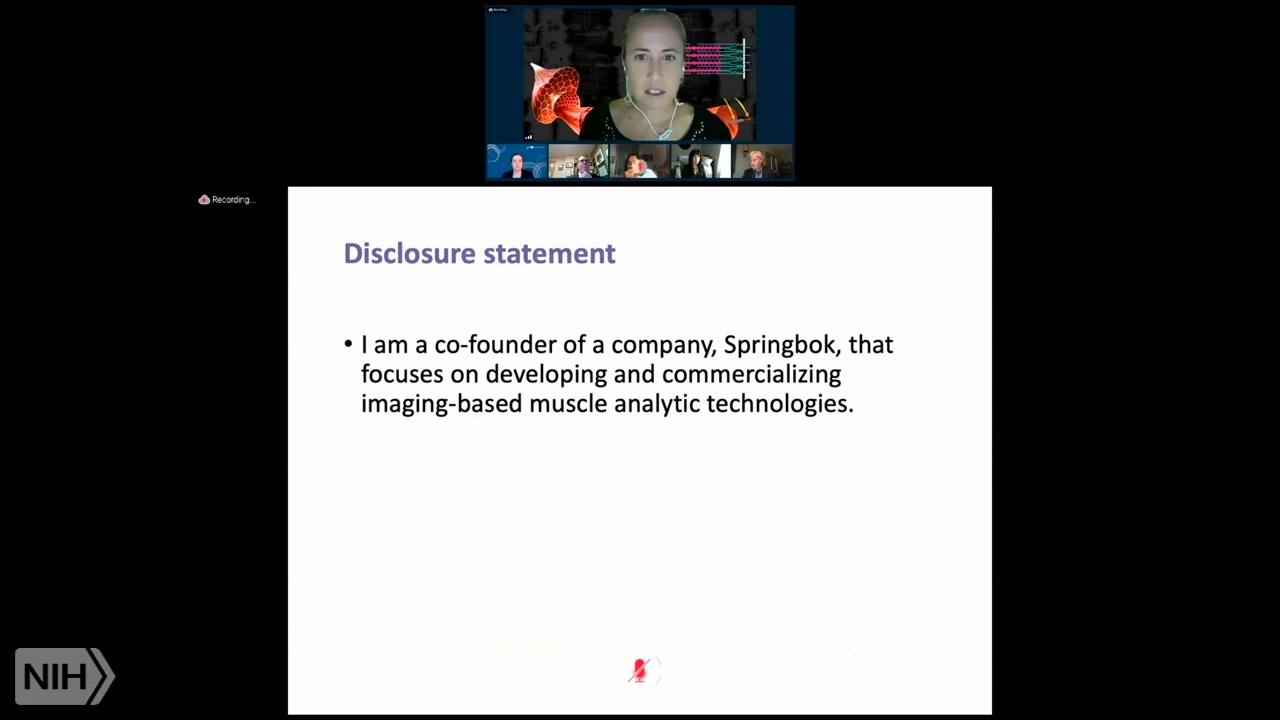 Recording...
Recording...
Disclosure statement
• I am a co-founder of a company, Springbok, that
focuses on developing and commercializing
imaging-based muscle analytic technologies.
NIH